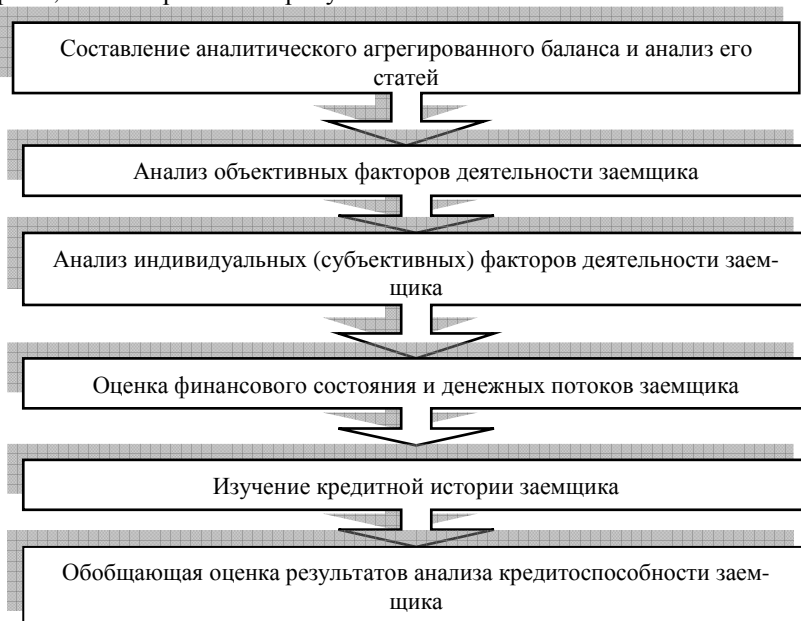 Составление аналитического агрегированного баланса и анализ его
статей
Анализ объективных факторов деятельности заемщика
Анализ индивидуальных (субъективных) факторов деятельности заем-
щика
Оценка финансового состояния и денежных потоков заемщика
Изучение кредитной истории заемщика
Обобщающая оценка результатов анализа кредитоспособности заем-
щика